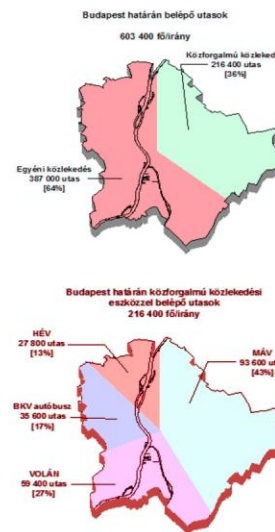 Budapest határán belépő utasok
603 400 fő/irány
Közforgalmú közleked
216 400 utas
[36%]
Egyéni közlekedés
387 000 utas
[64%]
Budapest határán közforgalmú közlekedési
eszközzel belépő utasok
216 400 fő/irány
HÉV
27 800 utas
[13%]
MÁV
93 600 utas
[43%]
BKV autóbusz
35 600 utas
[17%]
VOLÁN
59 400 utas
[27%]